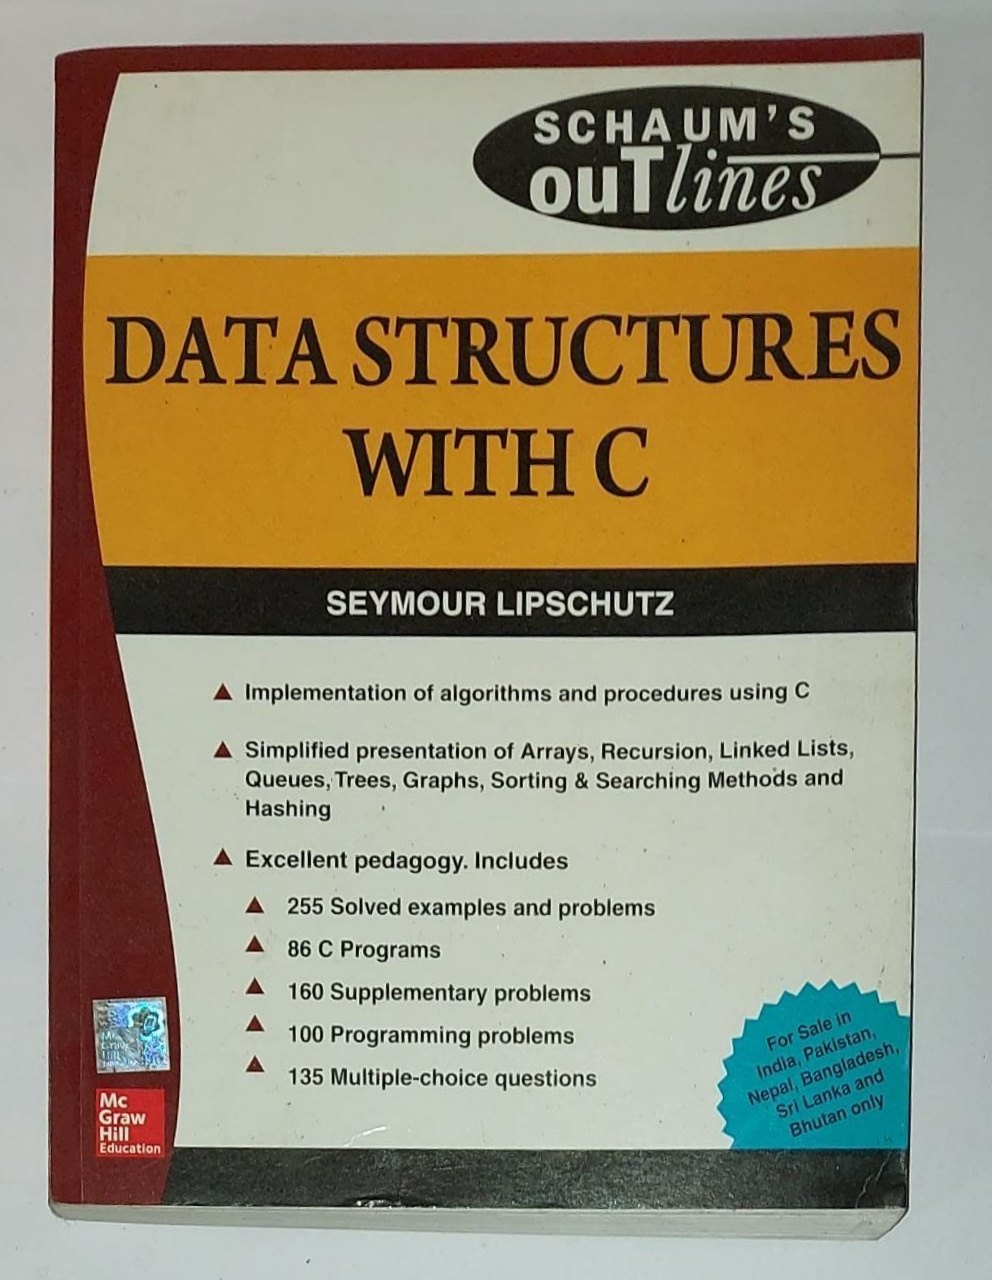 SCHAUM'S
ouTlines
DATA STRUCTURES
WITH C
SEYMOUR LIPSCHUTZ
Implementation of algorithms and procedures using C
Simplified presentation of Arrays, Recursion, Linked Lists,
Queues, Trees, Graphs, Sorting & Searching Methods and
Hashing
Excellent pedagogy. Includes
255 Solved examples and problems
86 C Programs
160 Supplementary problems
100 Programming problems
135 Multiple-choice questions
For Sale in
India, Pakistan,
Nepal, Bangladesh,
Sri Lanka and
Bhutan only
Mc
Graw
Hill
Education